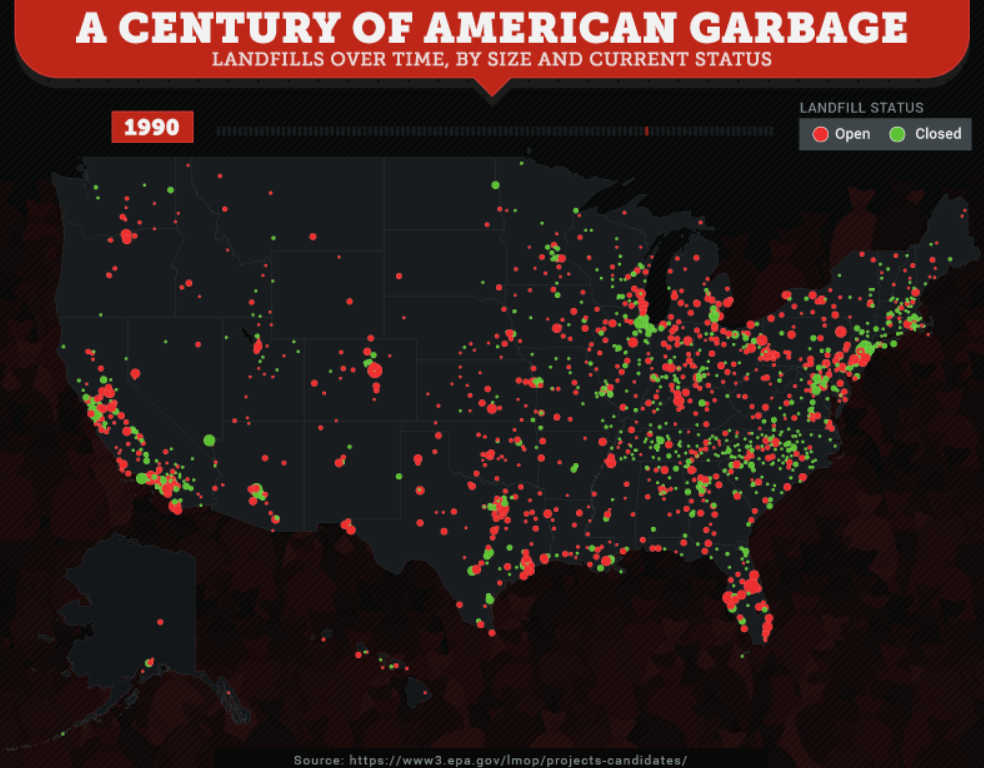 A CENTURY OF AMERICAN GARBAGE
LANDFILLS OVER TIME, BY SIZE AND CURRENT STATUS
1990
LANDFILL STATUS
Open Closed
Source: https://www3.epa.gov/lmop/projects-candidates/